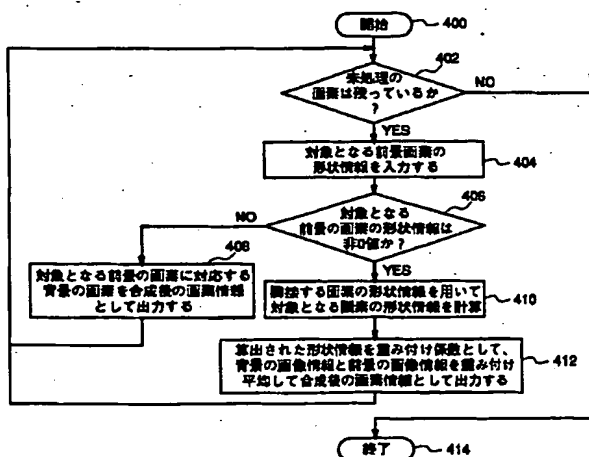 開始
400
402
未処理の
画素は残っているか
?
NO
YES
対象となる前景画素の
形状情報を入力する
404
406
対象となる
前景の画素の形状情報は
非0値か?
NO
YES
408
対象となる前景の画素に対応する
背景の画素を合成後の画素情報
として出力する
隣接する画素の形状情報を用いて
対象となる画素の形状情報を計算
410
算出された形状情報を重み付け係数として、
背景の画像情報と前景の画像情報を重み付け
平均して合成後の画素情報として出力する
412
終了
414